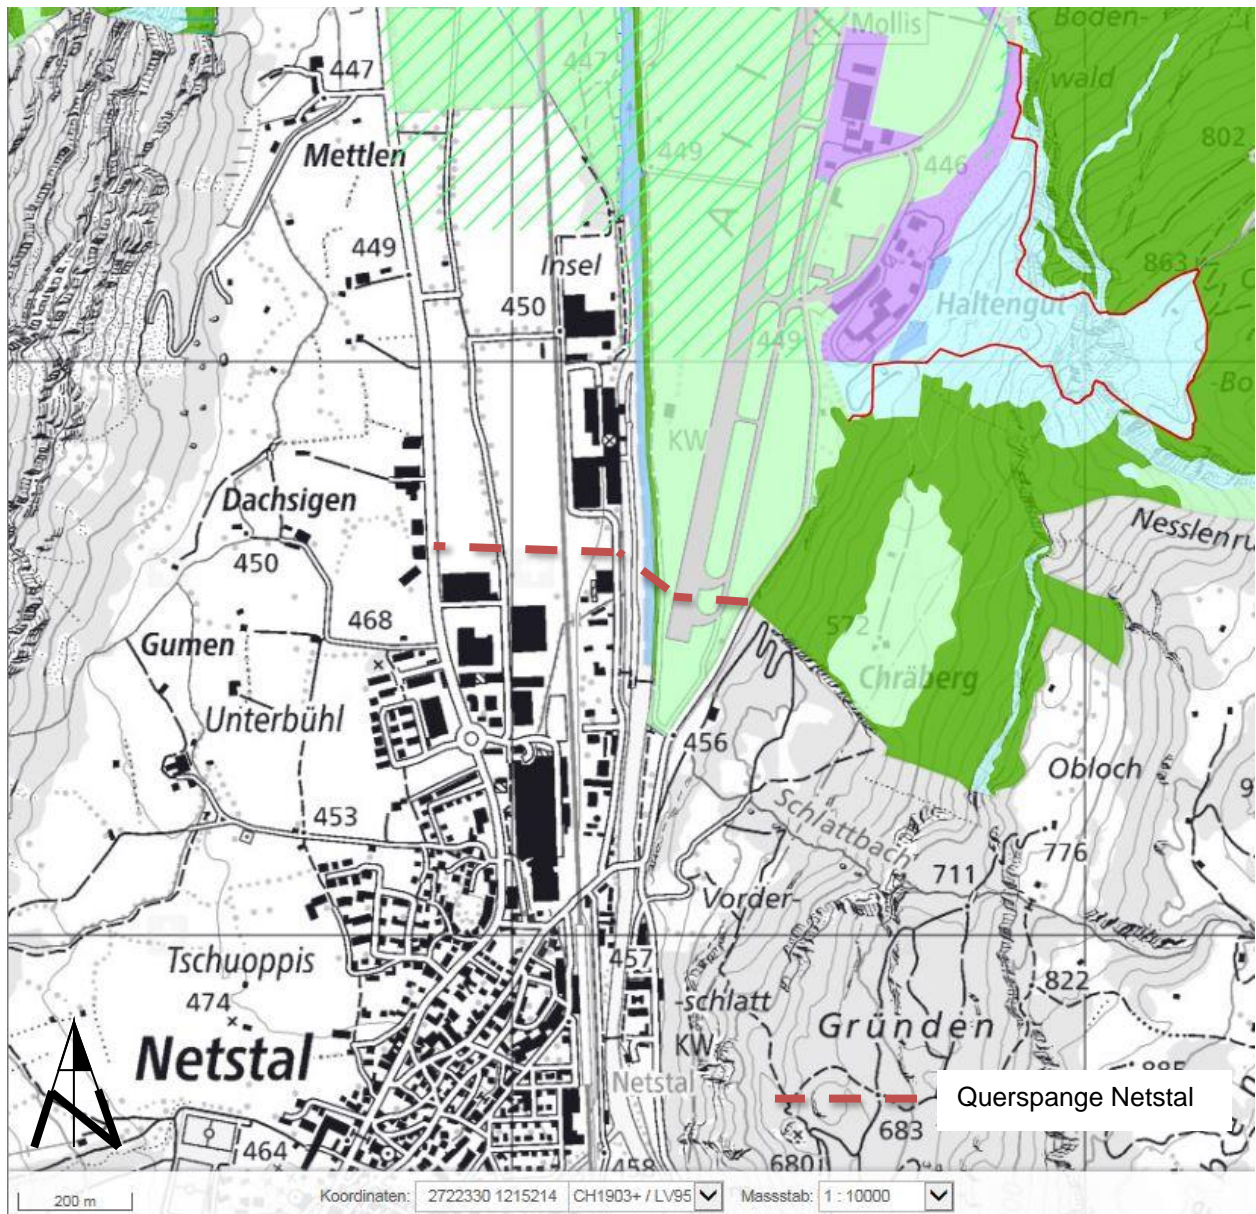 Mollis
Boden-
wald
447
447
802
Mettlen
449
446
A
449
Insel
863
450
Haltengut
449
-Bo
KW
Dachsigen
Nesslenru
450
468
572
Gumen
Chräberg
Unterbühl
456
Obloch
453
Schlattbach
776
711
Vorder-
Tschuoppis
457
474
822
-schlatt
Gründen
Netstal
KW
Netstal
885
Querspange Netstal
683
464
680
458
200 m
Koordinaten:
2722330 1215214
CH1903+ / LV95
Massstab:
1 : 10000